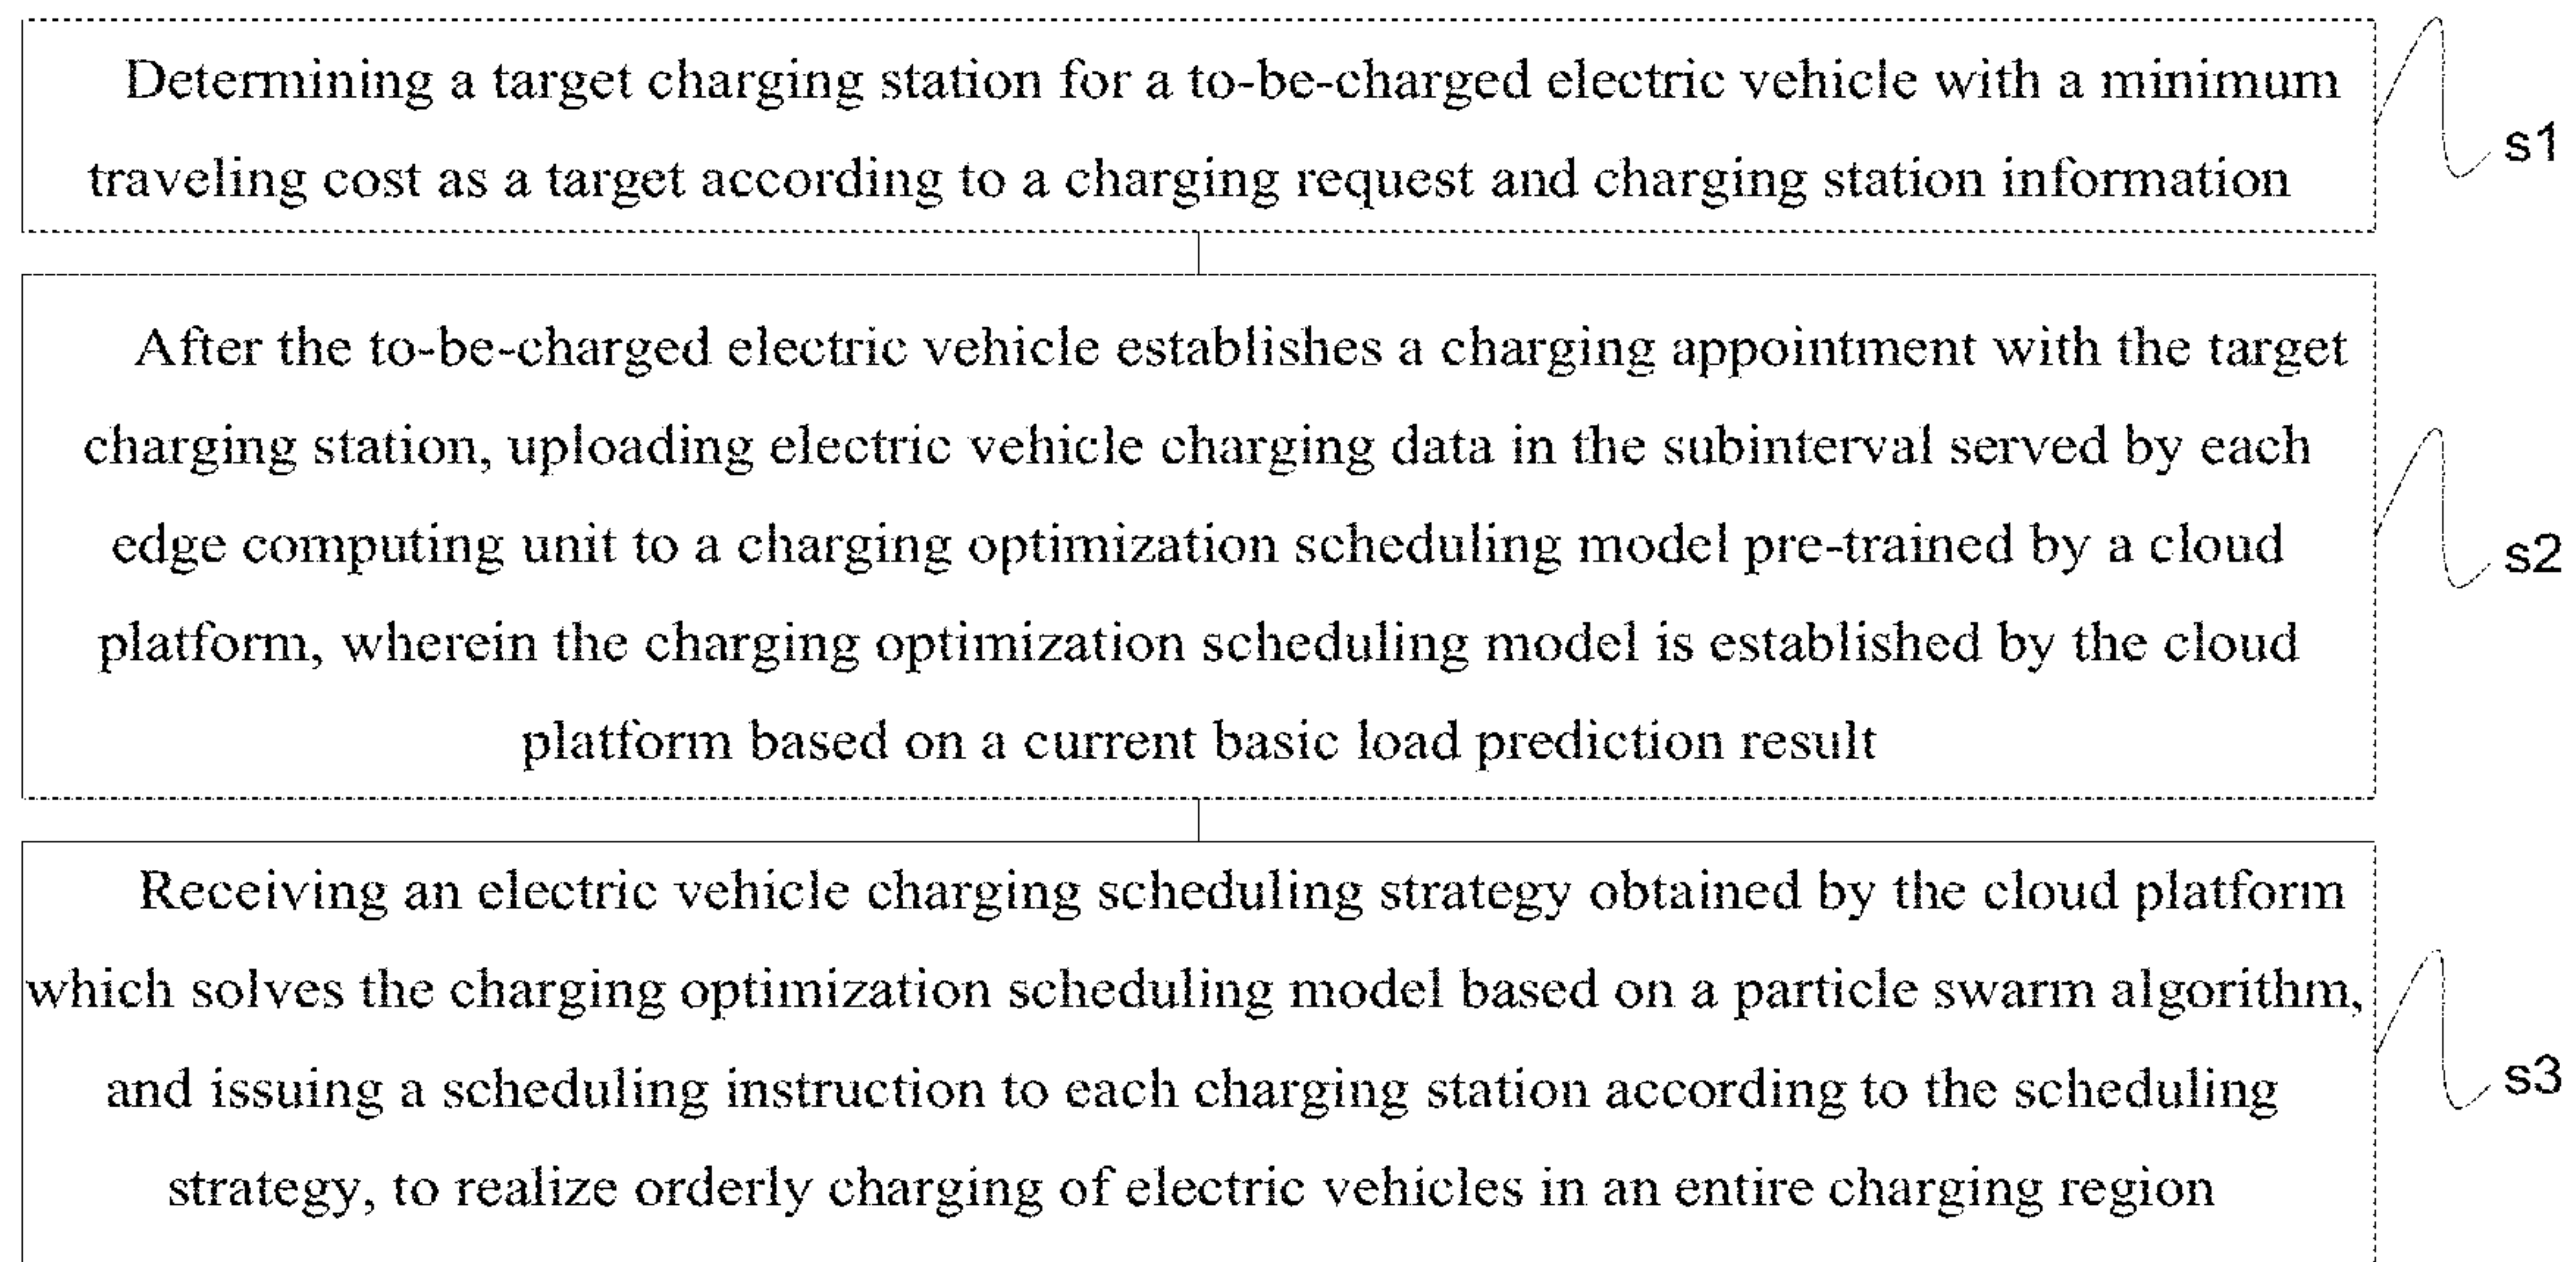 Determining a target charging station for a to-be-charged electric vehicle with a minimum
traveling cost as a target according to a charging request and charging station information
s1
After the to-be-charged electric vehicle establishes a charging appointment with the target
charging station, uploading electric vehicle charging data in the subinterval served by each
edge computing unit to a charging optimization scheduling model pre-trained by a cloud
platform, wherein the charging optimization scheduling model is established by the cloud
platform based on a current basic load prediction result
s2
Receiving an electric vehicle charging scheduling strategy obtained by the cloud platform
which solves the charging optimization scheduling model based on a particle swarm algorithm,
and issuing a scheduling instruction to each charging station according to the scheduling
strategy, to realize orderly charging of electric vehicles in an entire charging region
s3